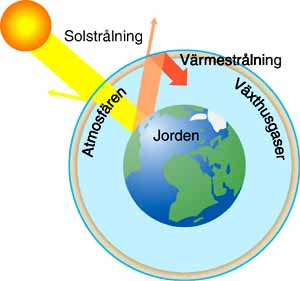 Solstrålning
Värmestrålning
Atmosfären
Växthusgaser
Jorden